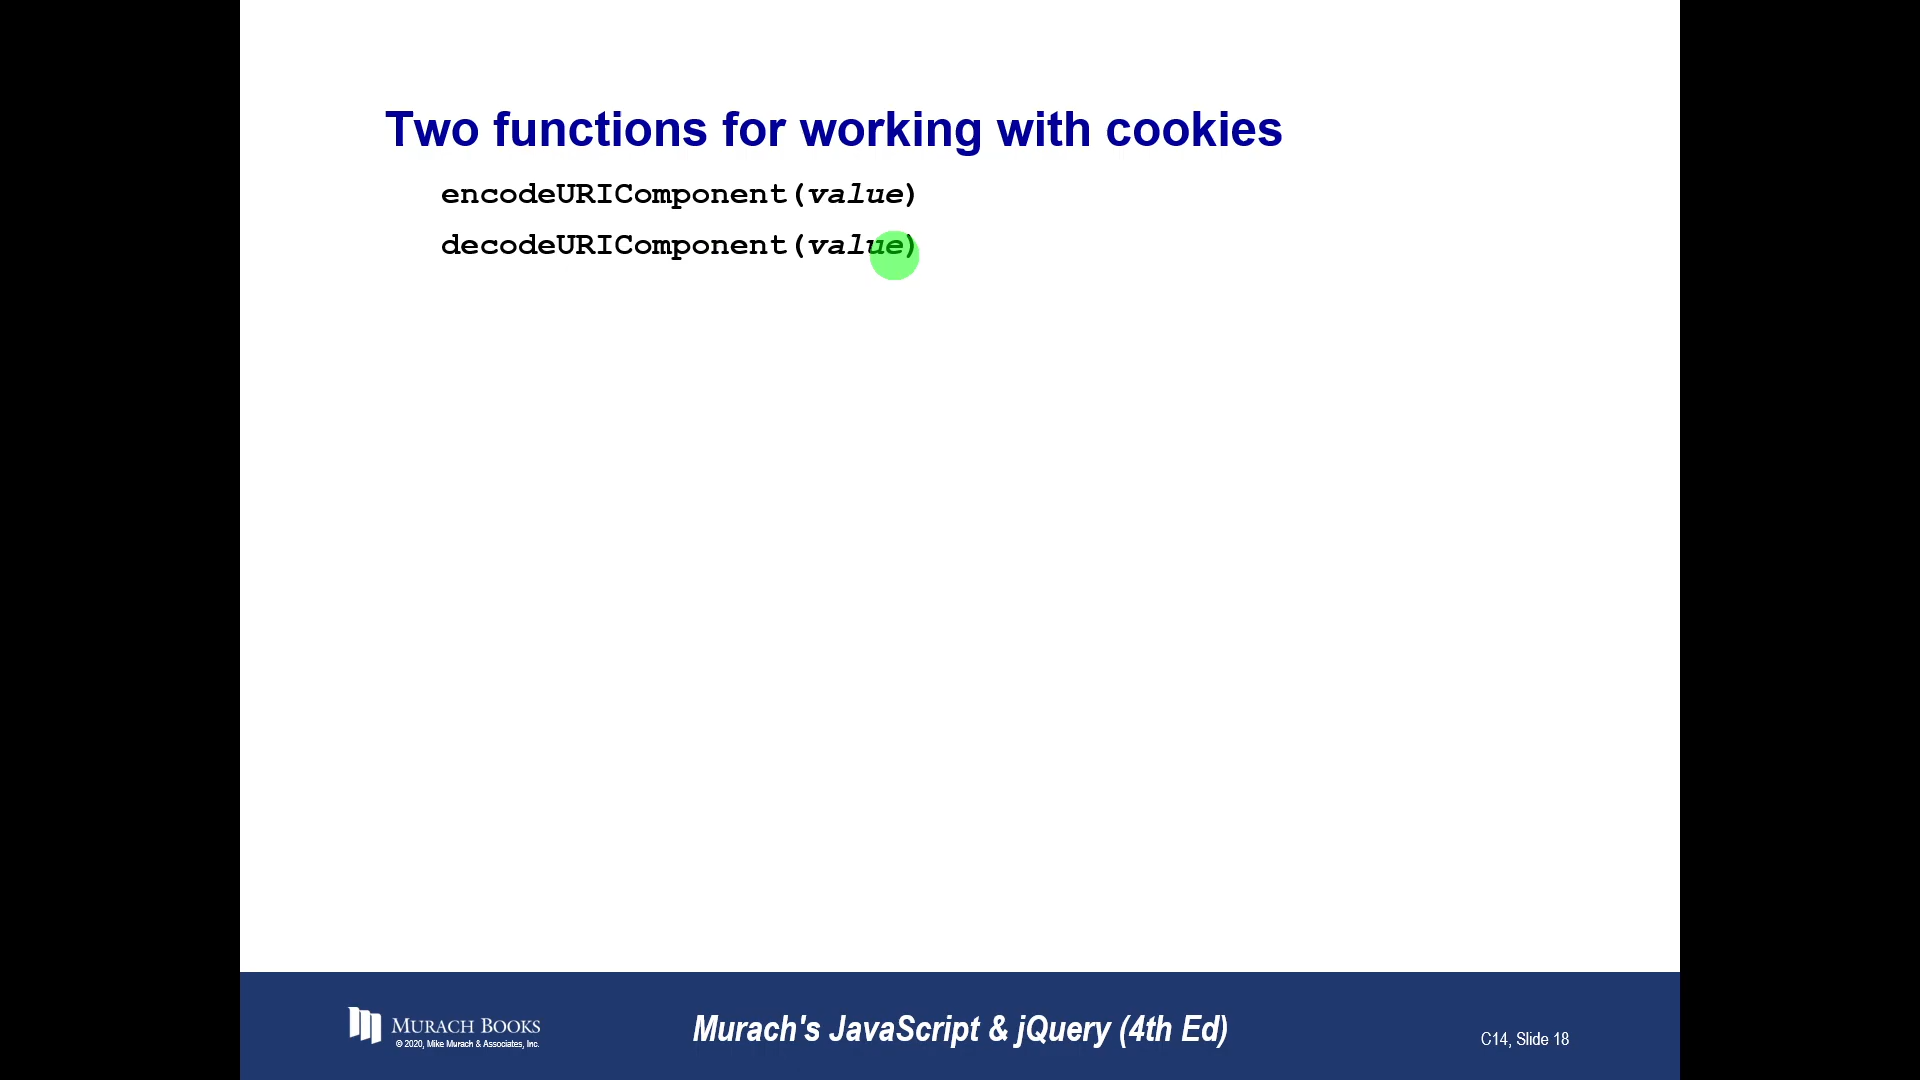 Two functions for working with cookies
encodeURIComponent(value)
decodeURIComponent(value)
MURACH BOOKS
© 2020, Mike Murach & Associates, Inc.
Murach's JavaScript & jQuery (4th Ed)
C14, Slide 18